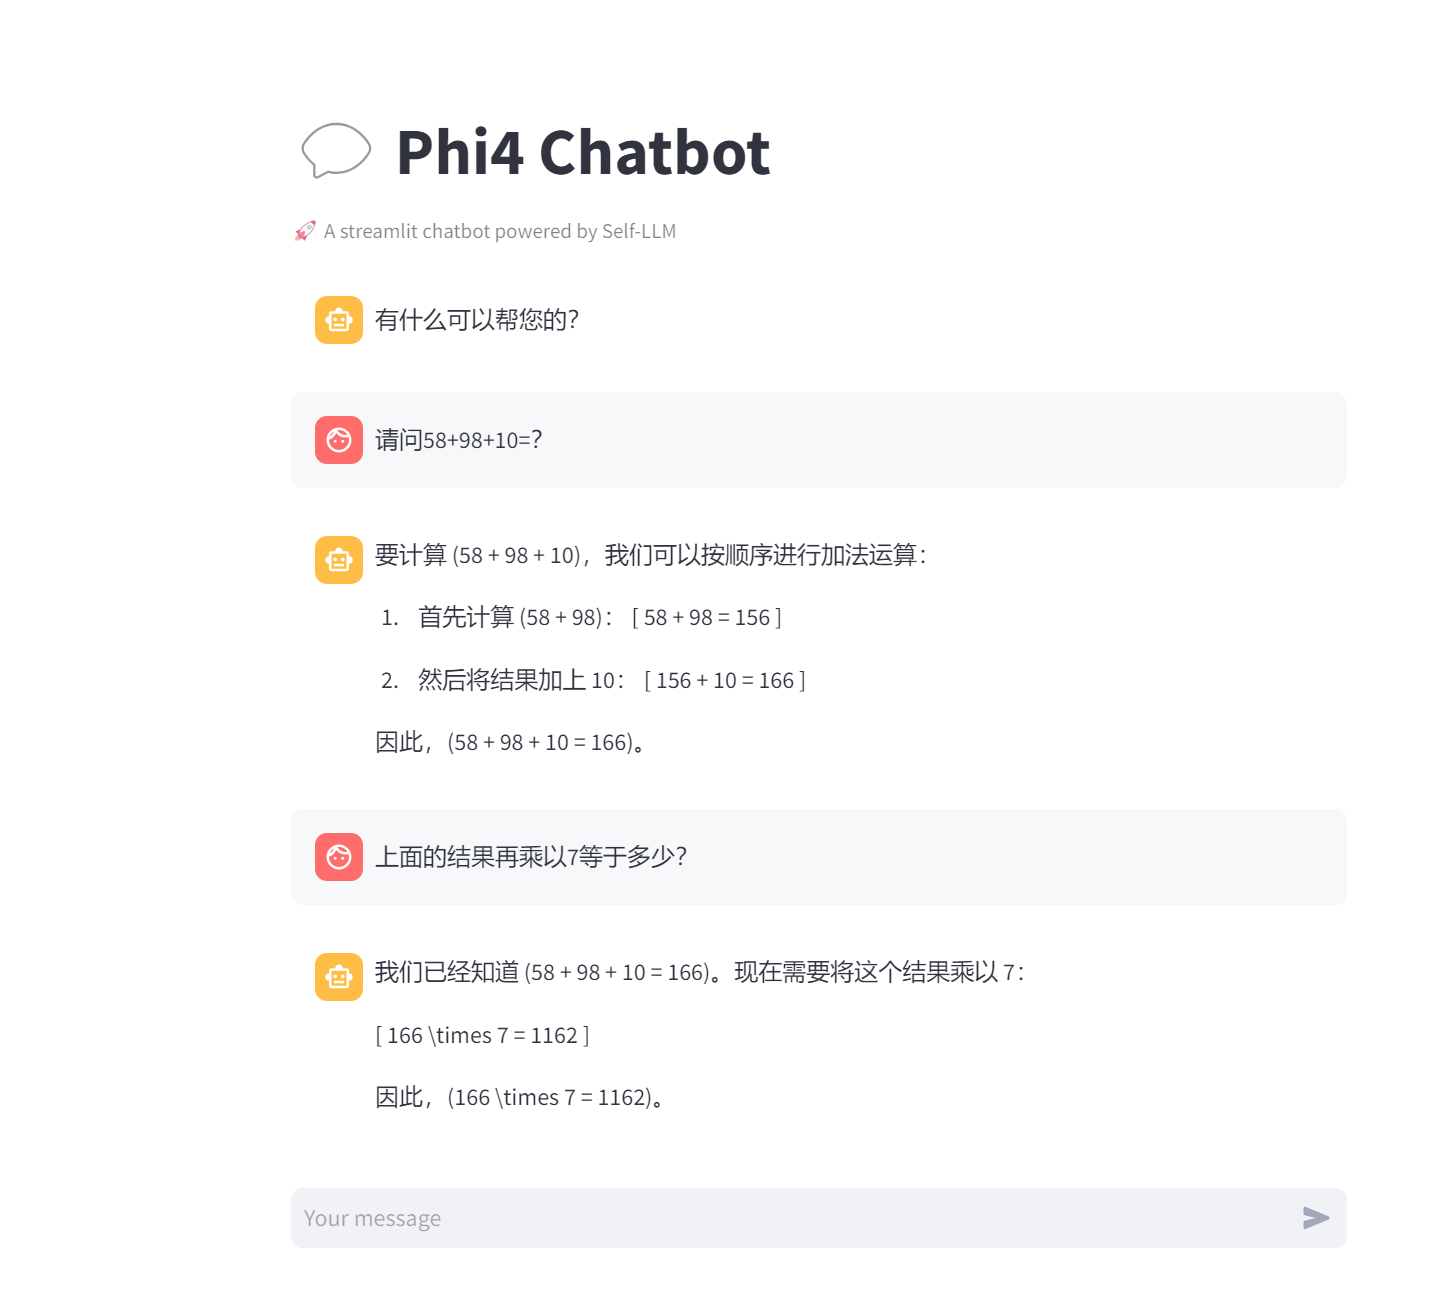 Phi4 Chatbot
🚀 A streamlit chatbot powered by Self-LLM
有什么可以帮您的？
请问58+98+10=？
要计算 (58 + 98 + 10)，我们可以按顺序进行加法运算：
1. 首先计算 (58 + 98)： [ 58 + 98 = 156 ]
2. 然后将结果加上 10： [ 156 + 10 = 166 ]
因此，(58 + 98 + 10 = 166)。
上面的结果再乘以7等于多少？
我们已经知道 (58 + 98 + 10 = 166)。现在需要将这个结果乘以 7：
[ 166 \times 7 = 1162 ]
因此，(166 \times 7 = 1162)。
Your message